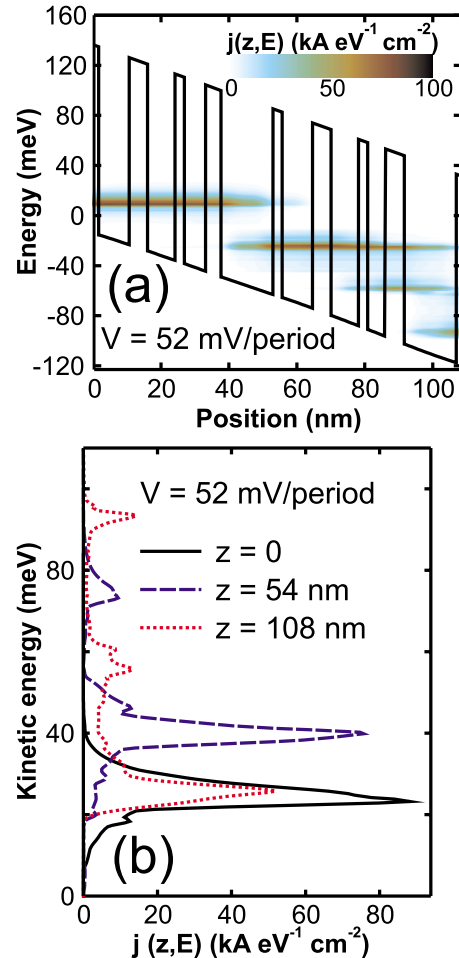 j(z,E) (kA eV⁻¹ cm⁻²)
0 50 100
160
120
80
40
0
-40
-80
-120
Energy (meV)
(a)
V = 52 mV/period
0 20 40 60 80 100
Position (nm)
V = 52 mV/period
z = 0
z = 54 nm
z = 108 nm
80
40
0
Kinetic energy (meV)
(b)
0 20 40 60 80
j (z,E) (kA eV⁻¹ cm⁻²)